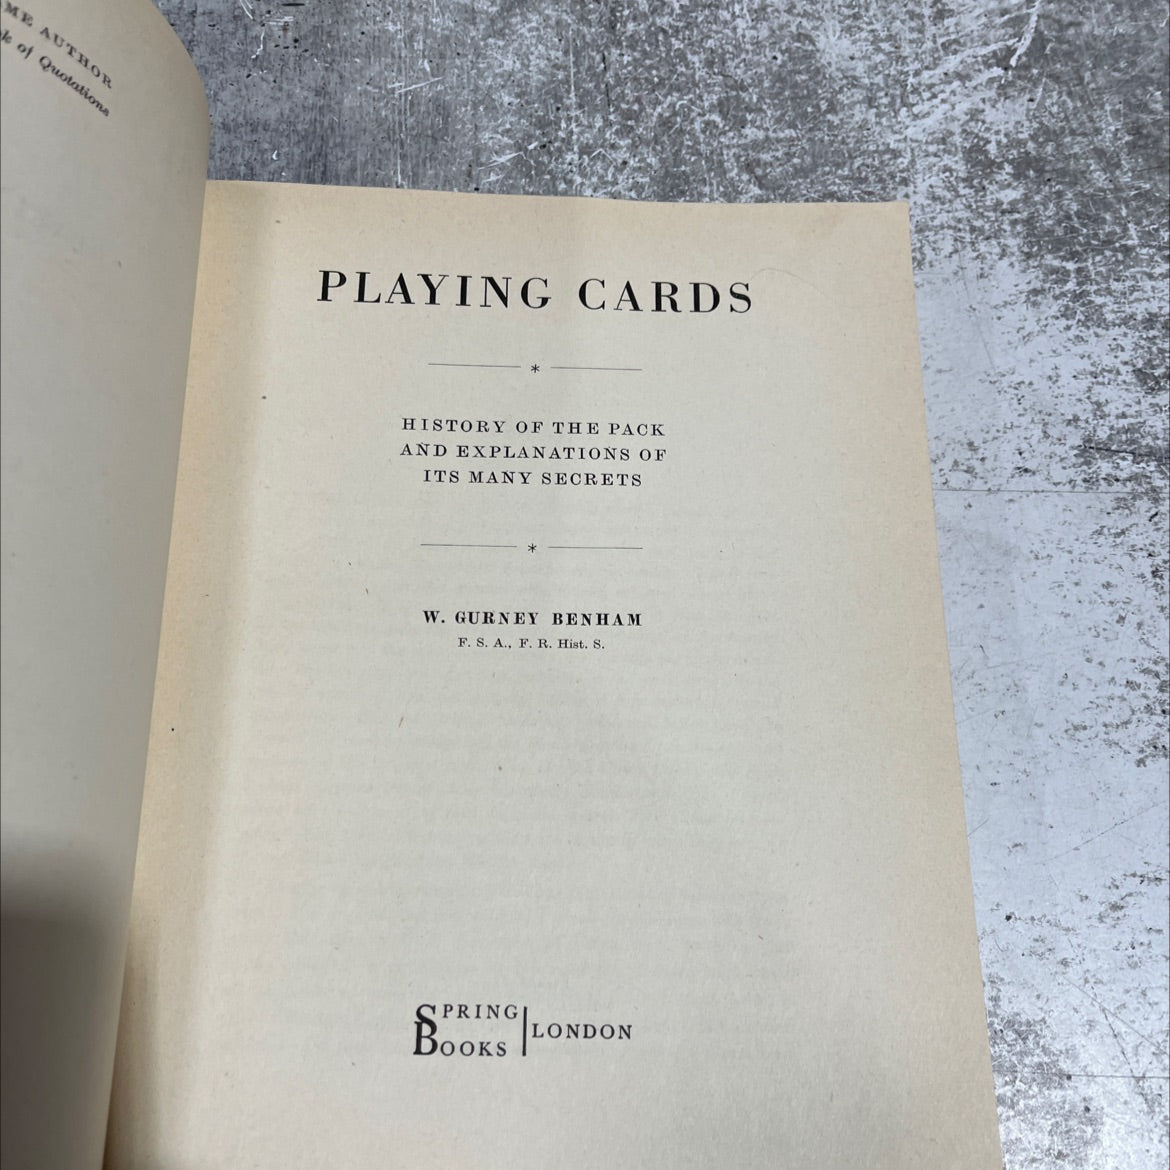 AME AUTHOR
k of Quotations
PLAYING CARDS
*
HISTORY OF THE PACK
AND EXPLANATIONS OF
ITS MANY SECRETS
*
W. GURNEY BENHAM
F. S. A., F. R. Hist. S.
SPRING
BOOKS
LONDON